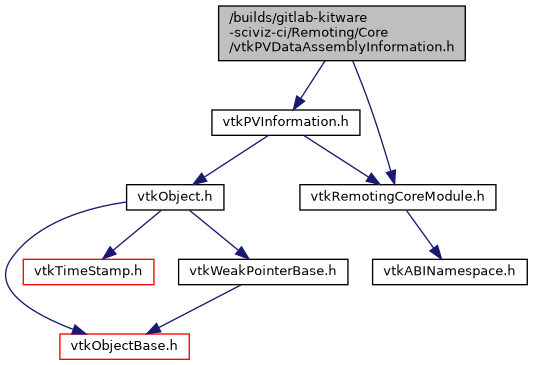 /builds/gitlab-kitware
-sciviz-ci/Remoting/Core
/vtkPVDataAssemblyInformation.h
vtkPVInformation.h
vtkObject.h
vtkRemotingCoreModule.h
vtkTimeStamp.h
vtkWeakPointerBase.h
vtkABINamespace.h
vtkObjectBase.h